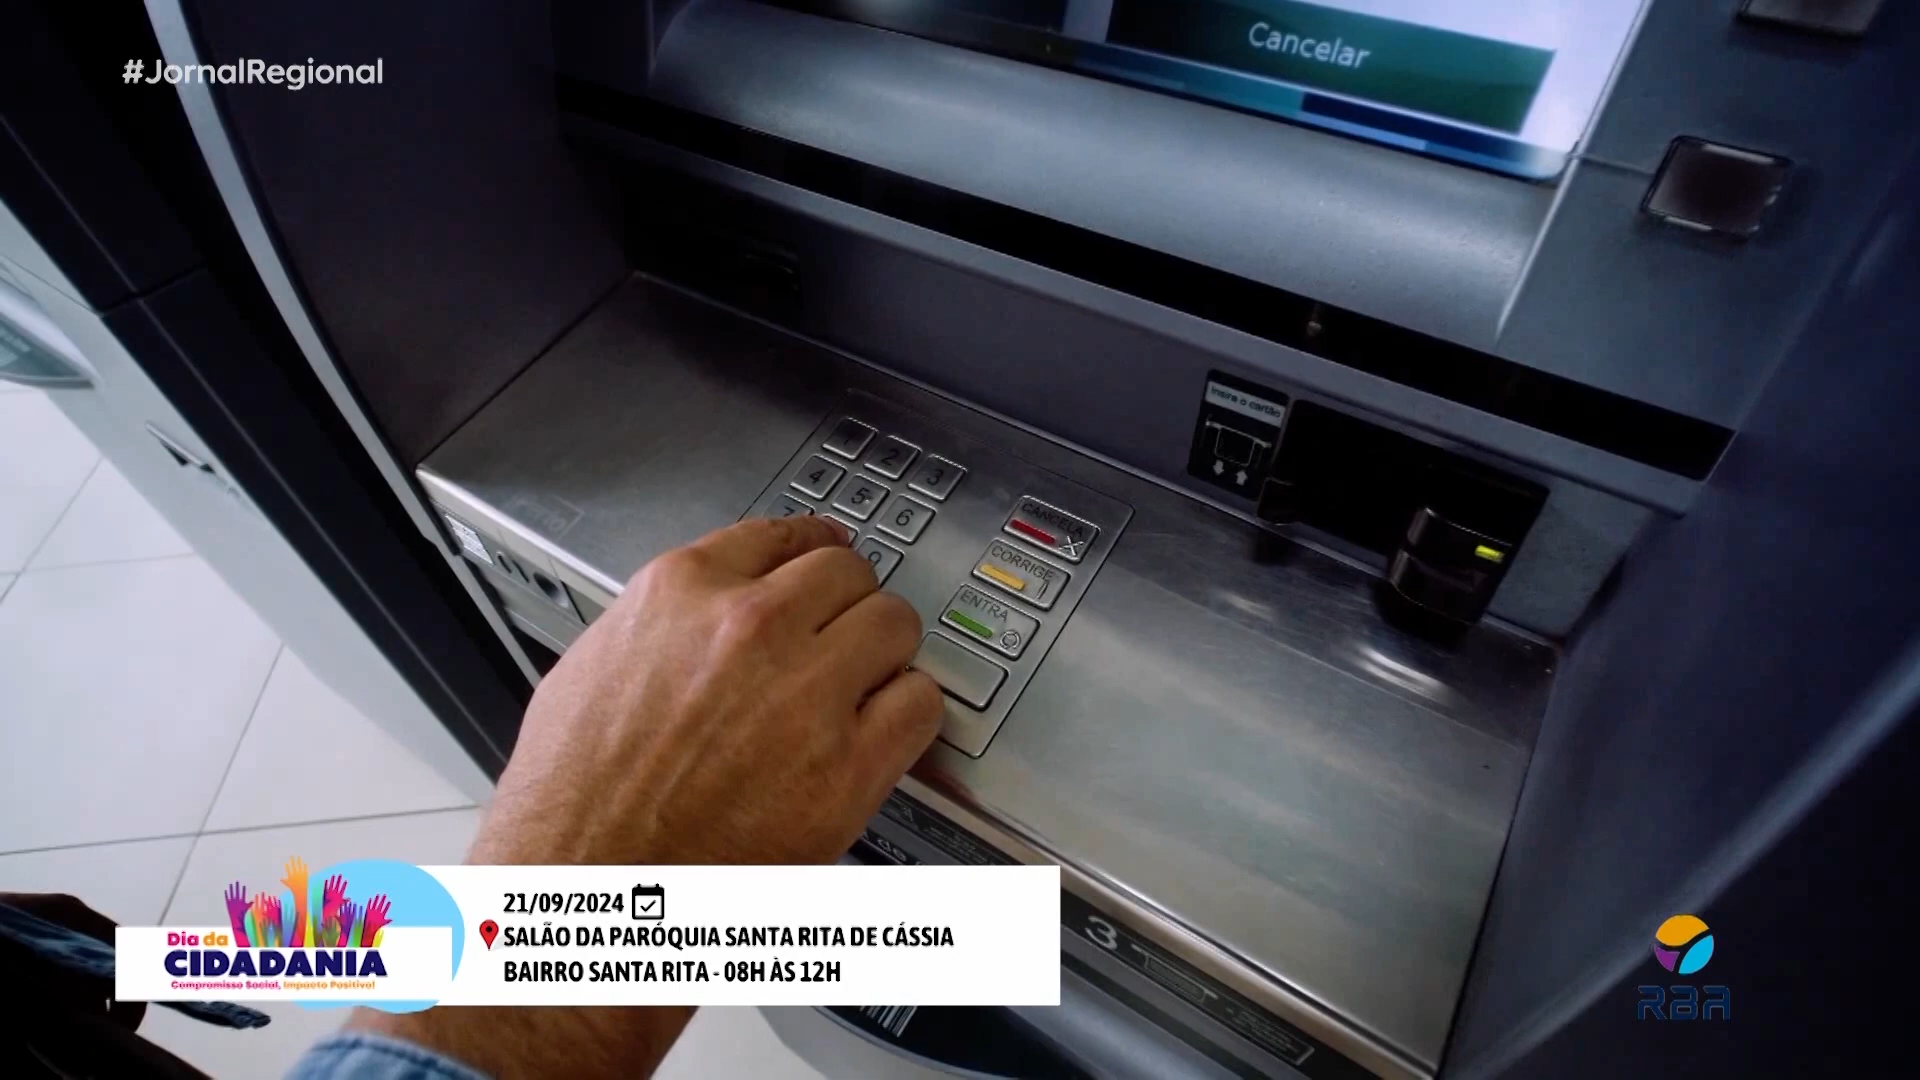 #JornalRegional
Cancelar
Insira o cartão
1
2
3
4
5
6
7
9
CANCELA
CORRIGE
ENTRA
3
21/09/2024
SALÃO DA PARÓQUIA SANTA RITA DE CÁSSIA
BAIRRO SANTA RITA - 08H ÀS 12H
Dia da
CIDADANIA
Compromisso Social, Impacto Positivo!
RBA